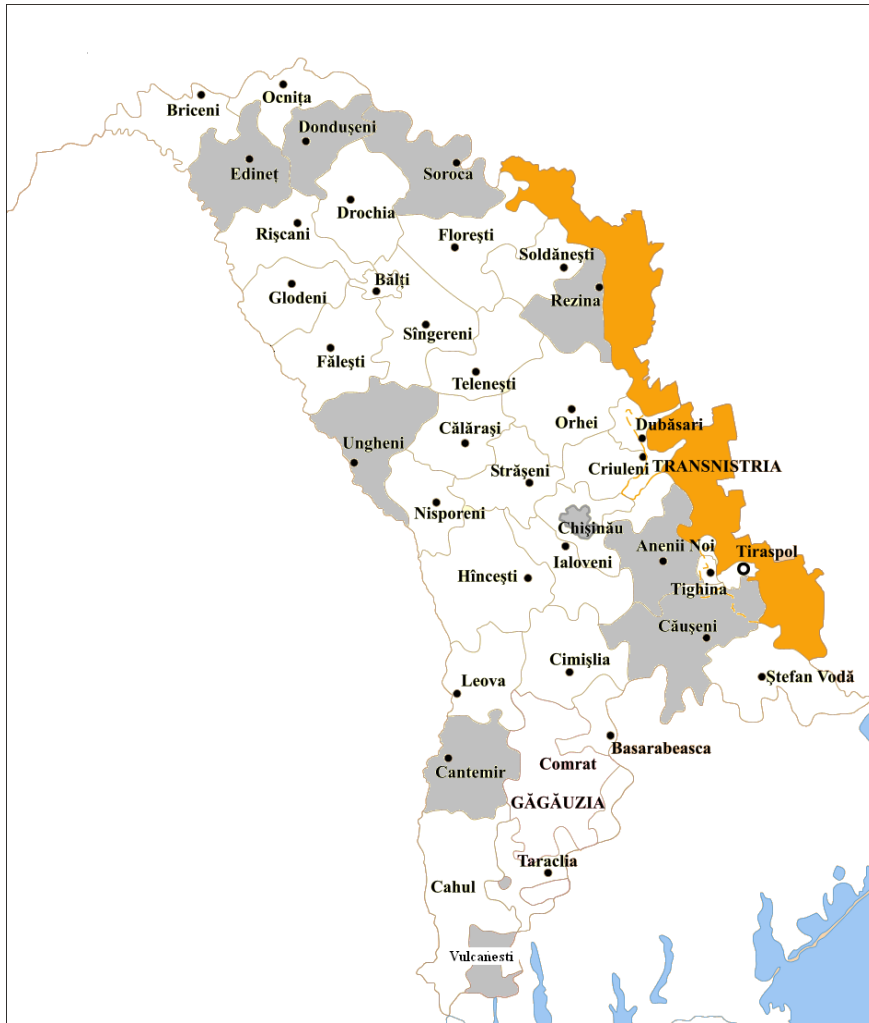 Ocnița
Briceni
Dondușeni
Edineț
Soroca
Drochia
Rișcani
Florești
Soldănești
Bălți
Glodeni
Rezina
Sîngereni
Fălești
Telenești
Orhei
Dubăsari
Călărași
Ungheni
Criuleni
TRANSNISTRIA
Strășeni
Nisporeni
Chișinău
Anenii Noi
Tiraspol
Ialoveni
Hîncești
Tighina
Căușeni
Cimișlia
Ștefan Vodă
Leova
Basarabeasca
Comrat
Cantemir
GĂGĂUZIA
Taraclia
Cahul
Vulcanesti